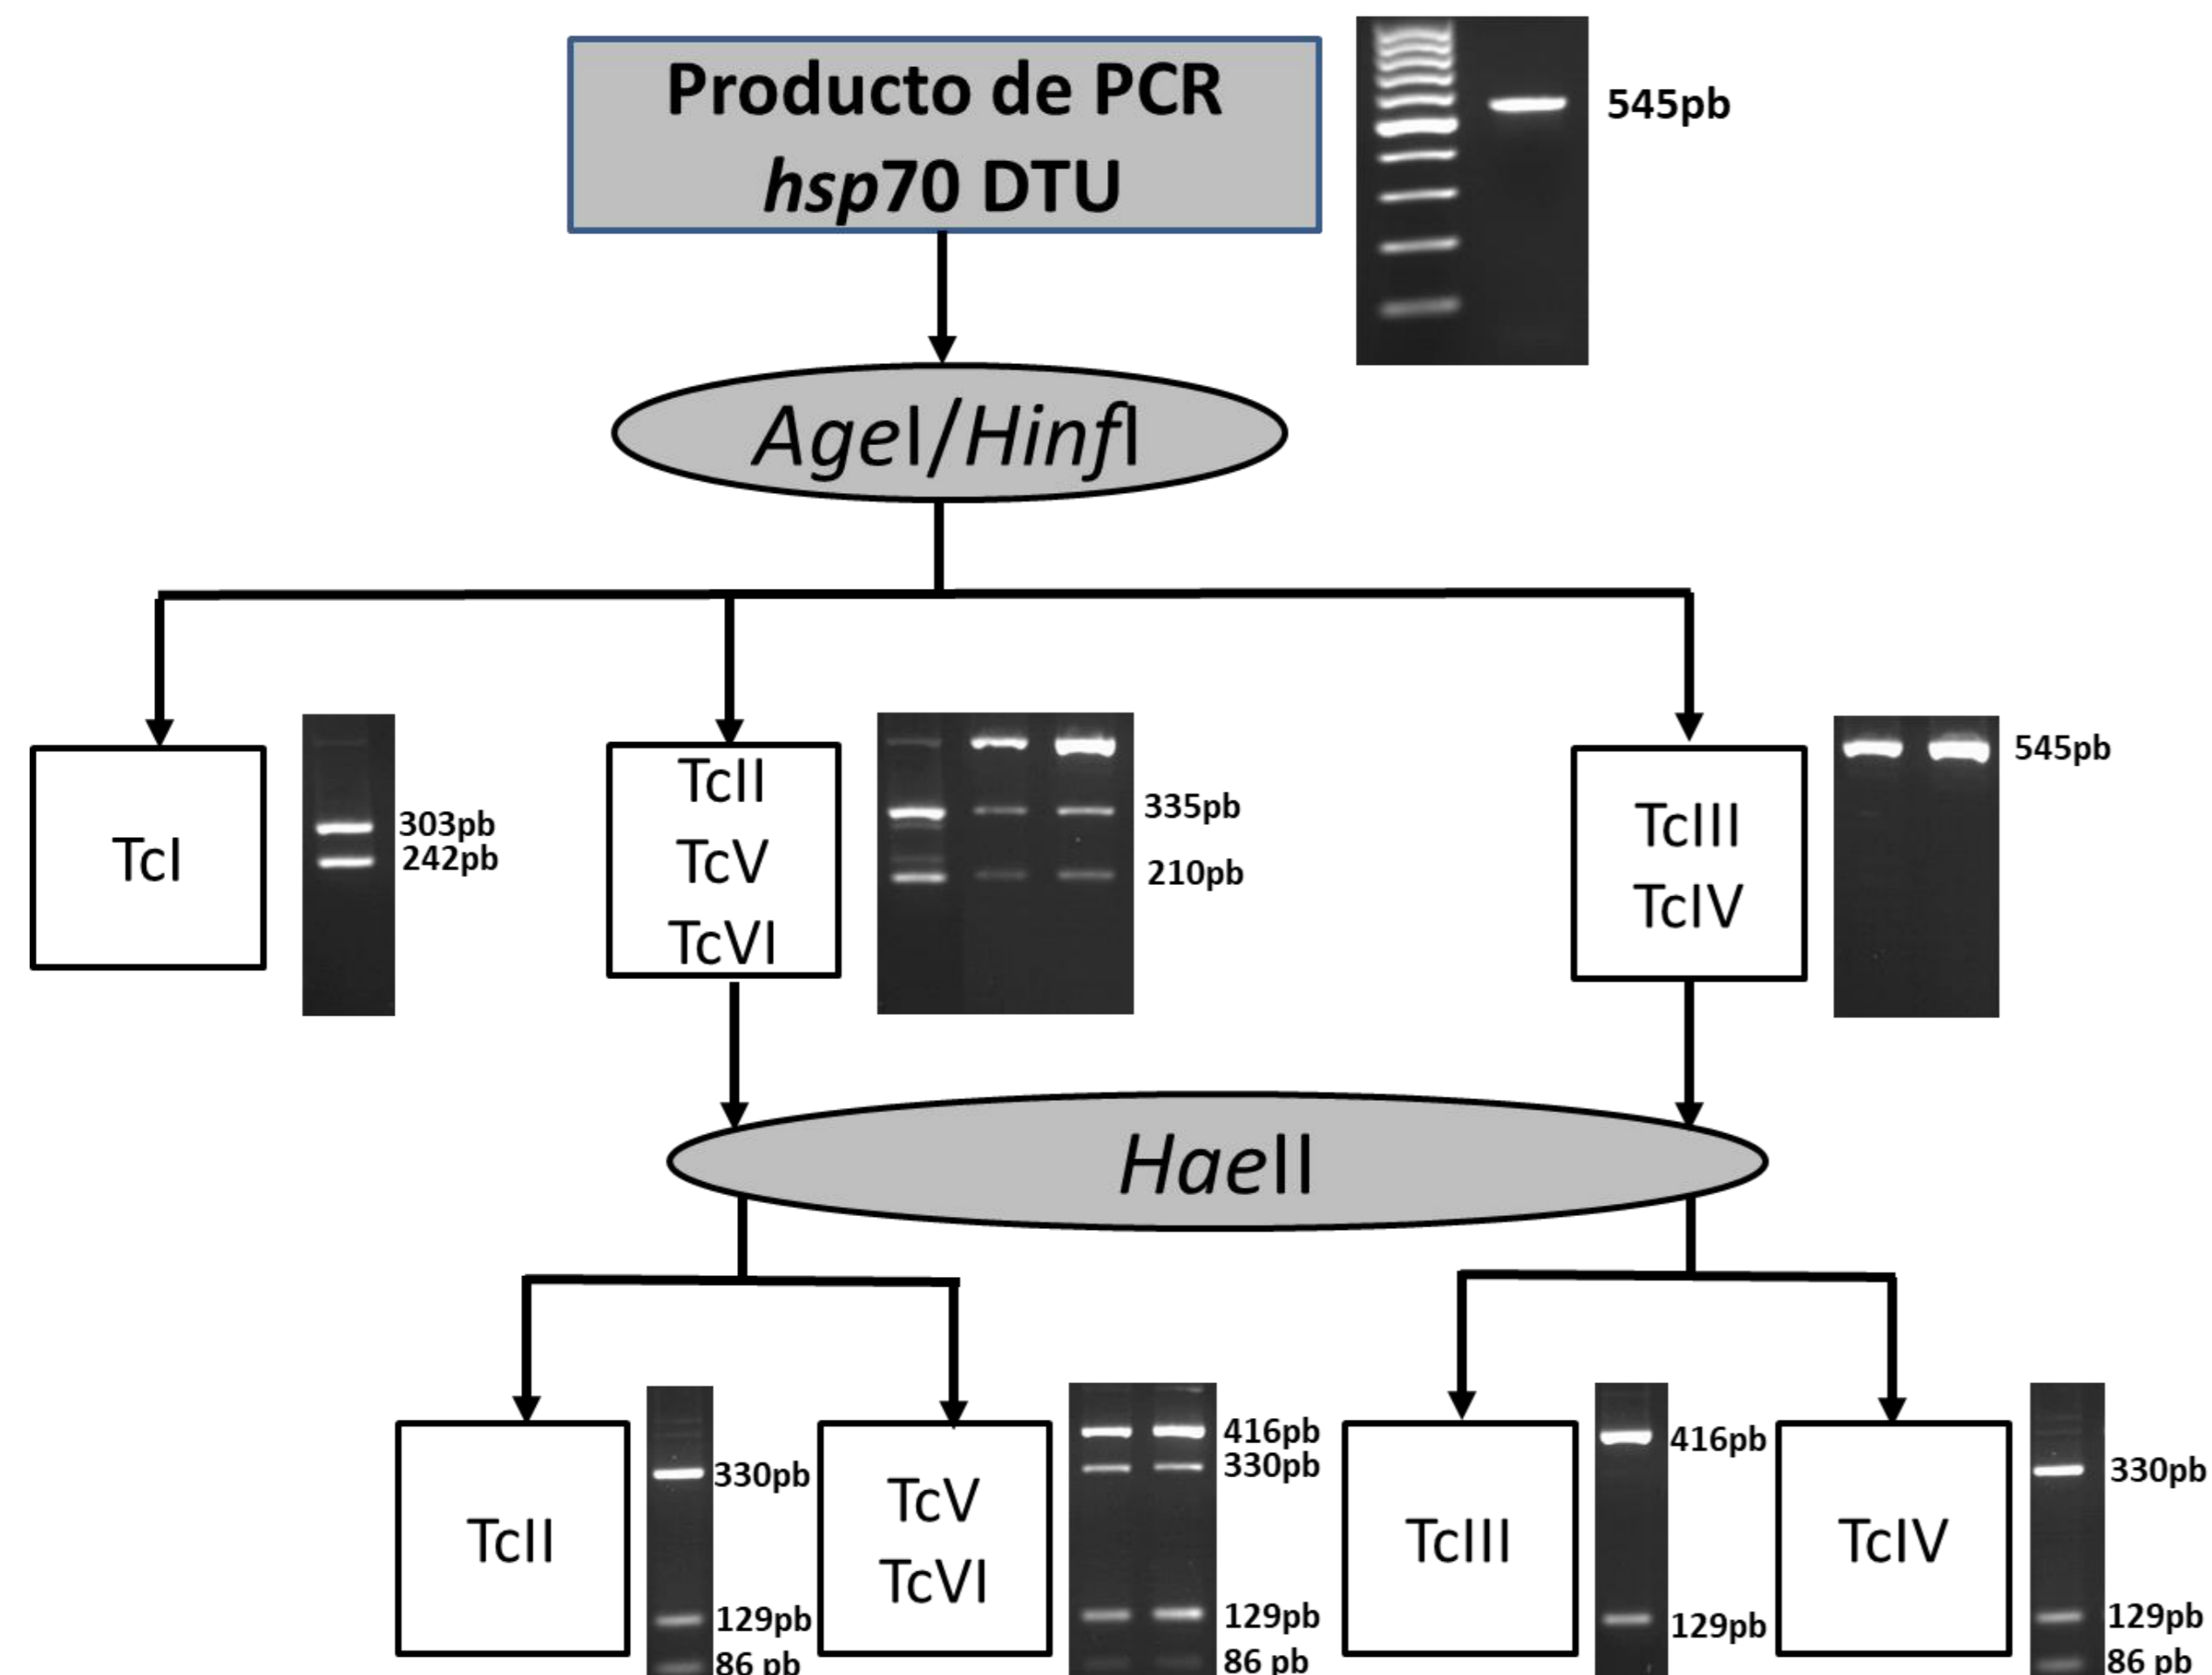 Producto de PCR
hsp70 DTU
545pb
AgeI/HinfI
TcI
303pb
242pb
TcII
TcV
TcVI
335pb
210pb
TcIII
TcIV
545pb
HaeII
TcII
330pb
129pb
86 pb
TcV
TcVI
416pb
330pb
129pb
86 pb
TcIII
416pb
129pb
TcIV
330pb
129pb
86 pb